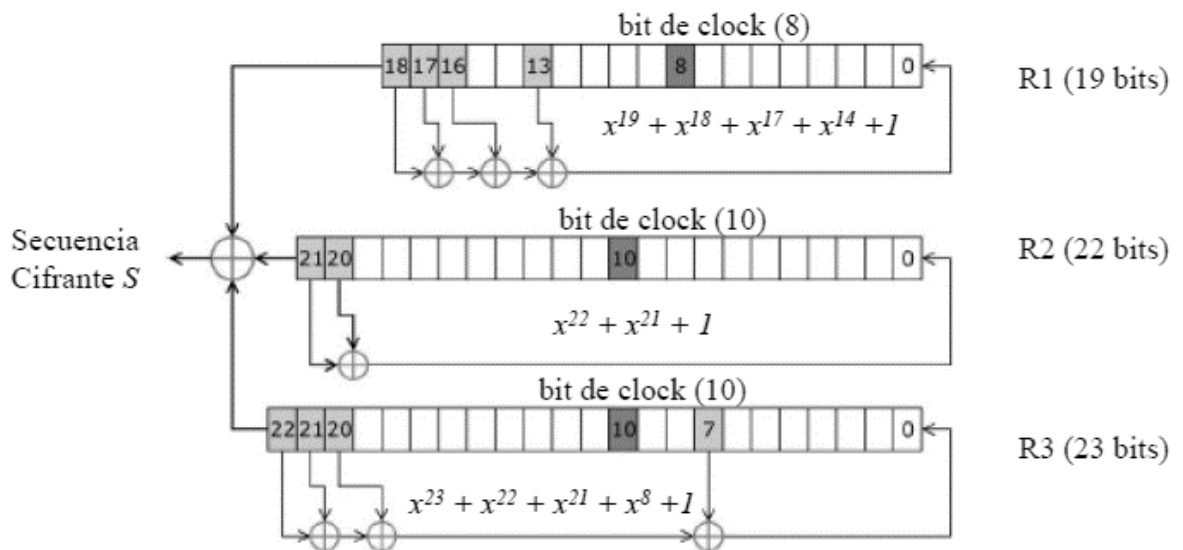 bit de clock (8)
18 17 16 13 8 0
R1 (19 bits)
x^19 + x^18 + x^17 + x^14 +1
bit de clock (10)
Secuencia
Cifrante S
21 20 10 0
R2 (22 bits)
x^22 + x^21 + 1
bit de clock (10)
22 21 20 10 7 0
R3 (23 bits)
x^23 + x^22 + x^21 + x^8 +1